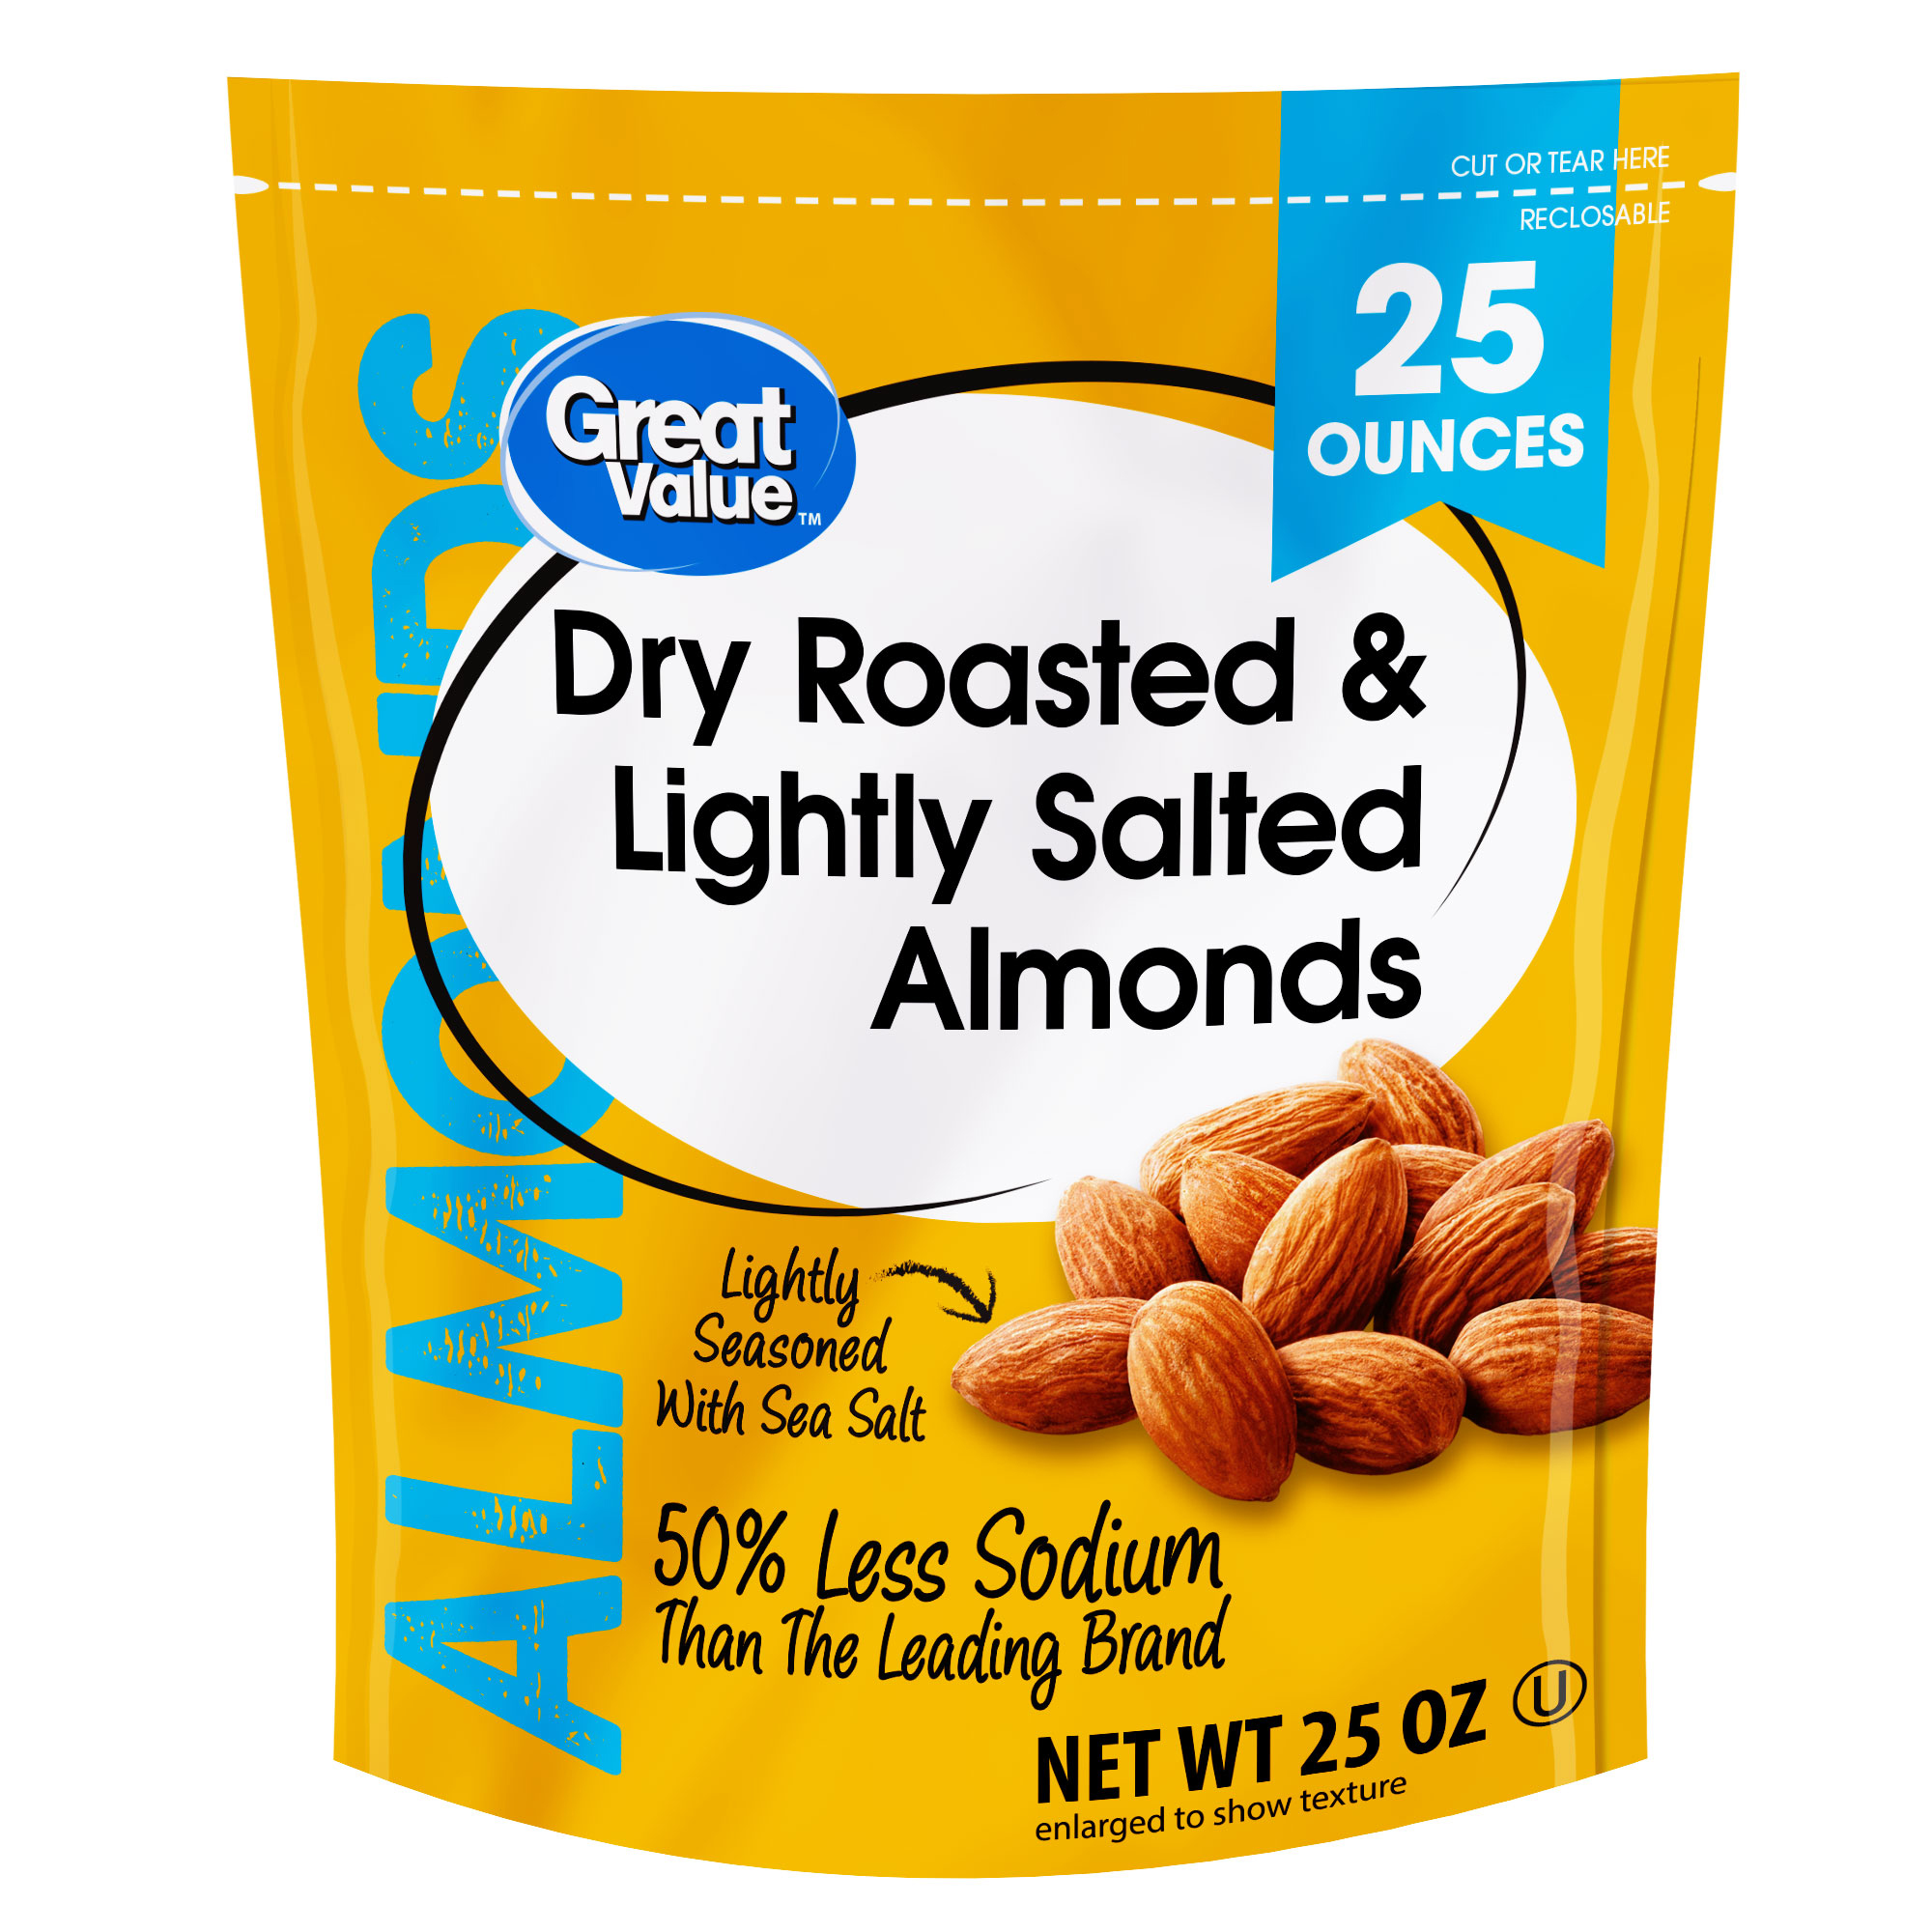 CUT OR TEAR HERE
RECLOSABLE
25
OUNCES
Great
Value™
Dry Roasted &
Lightly Salted
Almonds
ALMONDS
Lightly
Seasoned
With Sea Salt
50% Less Sodium
Than The Leading Brand
NET WT 25 OZ
U
enlarged to show texture